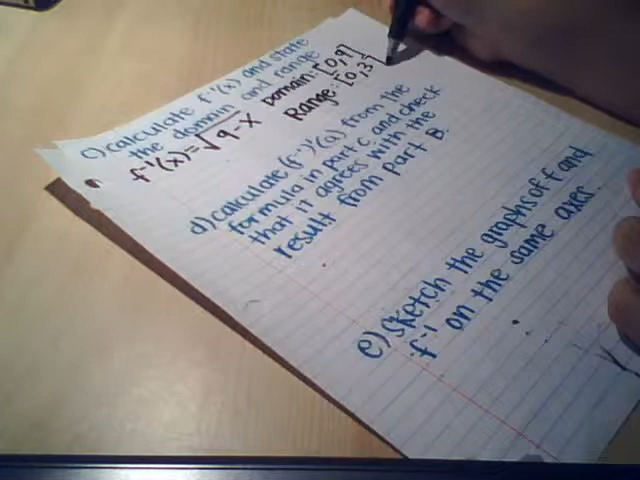 c) calculate f⁻¹(x) and state
the domain and range
f⁻¹(x)=√9-x Domain: [0,9]
Range: [0,3]
d) calculate (f⁻¹)'(a) from the
formula in part c and check
that it agrees with the
result from part B.
e) sketch the graphs of f and
f⁻¹ on the same axes.